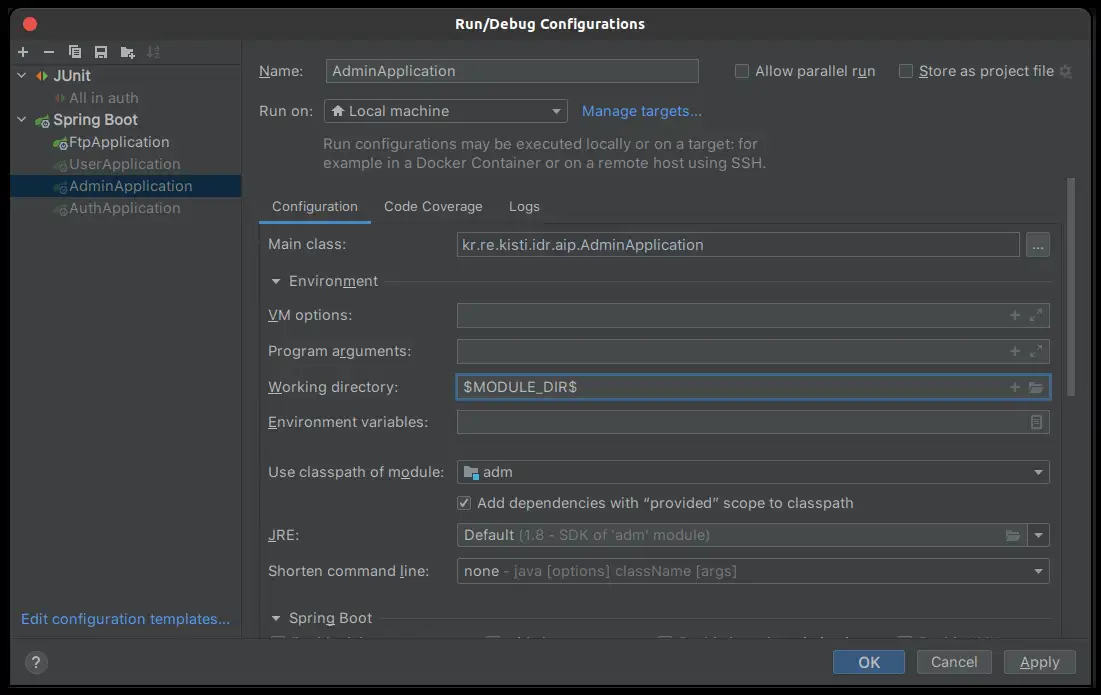 Run/Debug Configurations
JUnit
All in auth
Spring Boot
FtpApplication
UserApplication
AdminApplication
AuthApplication
Edit configuration templates...
Name: AdminApplication Allow parallel run Store as project file
Run on: Local machine Manage targets...
Run configurations may be executed locally or on a target: for
example in a Docker Container or on a remote host using SSH.
Configuration Code Coverage Logs
Main class: kr.re.kisti.idr.aip.AdminApplication ...
Environment
VM options:
Program arguments:
Working directory: $MODULE_DIR$
Environment variables:
Use classpath of module: adm
Add dependencies with “provided” scope to classpath
JRE: Default (1.8 - SDK of 'adm' module)
Shorten command line: none - java [options] className [args]
Spring Boot
? OK Cancel Apply